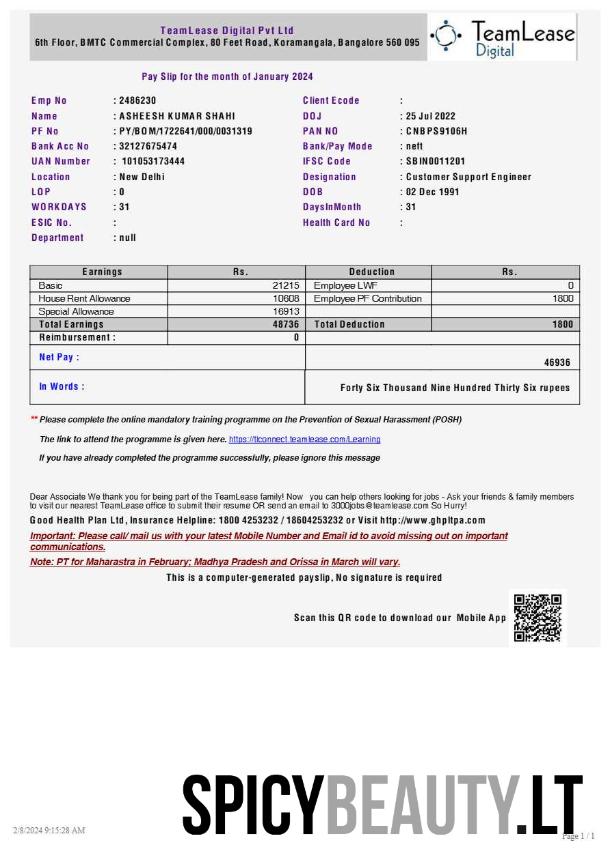 TeamLease Digital Pvt Ltd
6th Floor, BMTC Commercial Complex, 80 Feet Road, Koramangala, Bangalore 560 095
TeamLease
Digital
Pay Slip for the month of January 2024
Emp No : 2486230 Client Ecode :
Name : ASHEESH KUMAR SHAHI DOJ : 25 Jul 2022
PF No : PY/BOM/1722641/000/0031319 PAN NO : CNBPS9106H
Bank Acc No : 32127675474 Bank/Pay Mode : neft
UAN Number : 101053173444 IFSC Code : SBIN0011201
Location : New Delhi Designation : Customer Support Engineer
LOP : 0 DOB : 02 Dec 1991
WORKDAYS : 31 DaysInMonth : 31
ESIC No. : Health Card No :
Department : null
Earnings Rs. Deduction Rs.
Basic 21215 Employee LWF 0
House Rent Allowance 10608 Employee PF Contribution 1800
Special Allowance 16913
Total Earnings 48736 Total Deduction 1800
Reimbursement : 0
Net Pay : 46936
In Words : Forty Six Thousand Nine Hundred Thirty Six rupees
** Please complete the online mandatory training programme on the Prevention of Sexual Harassment (POSH)
The link to attend the programme is given here. https://tlconnect.teamlease.com/Learning
If you have already completed the programme successfully, please ignore this message
Dear Associate We thank you for being part of the TeamLease family! Now you can help others looking for jobs - Ask your friends & family members
to visit our nearest TeamLease office to submit their resume OR send an email to 3000jobs@teamlease.com So Hurry!
Good Health Plan Ltd, Insurance Helpline: 1800 4253232 / 18604253232 or Visit http://www.ghpltpa.com
Important: Please call/ mail us with your latest Mobile Number and Email id to avoid missing out on important
communications.
Note: PT for Maharastra in February; Madhya Pradesh and Orissa in March will vary.
This is a computer-generated payslip, No signature is required
Scan this QR code to download our Mobile App
SPICYBEAUTY.LT
2/8/2024 9:15:28 AM Page 1 / 1